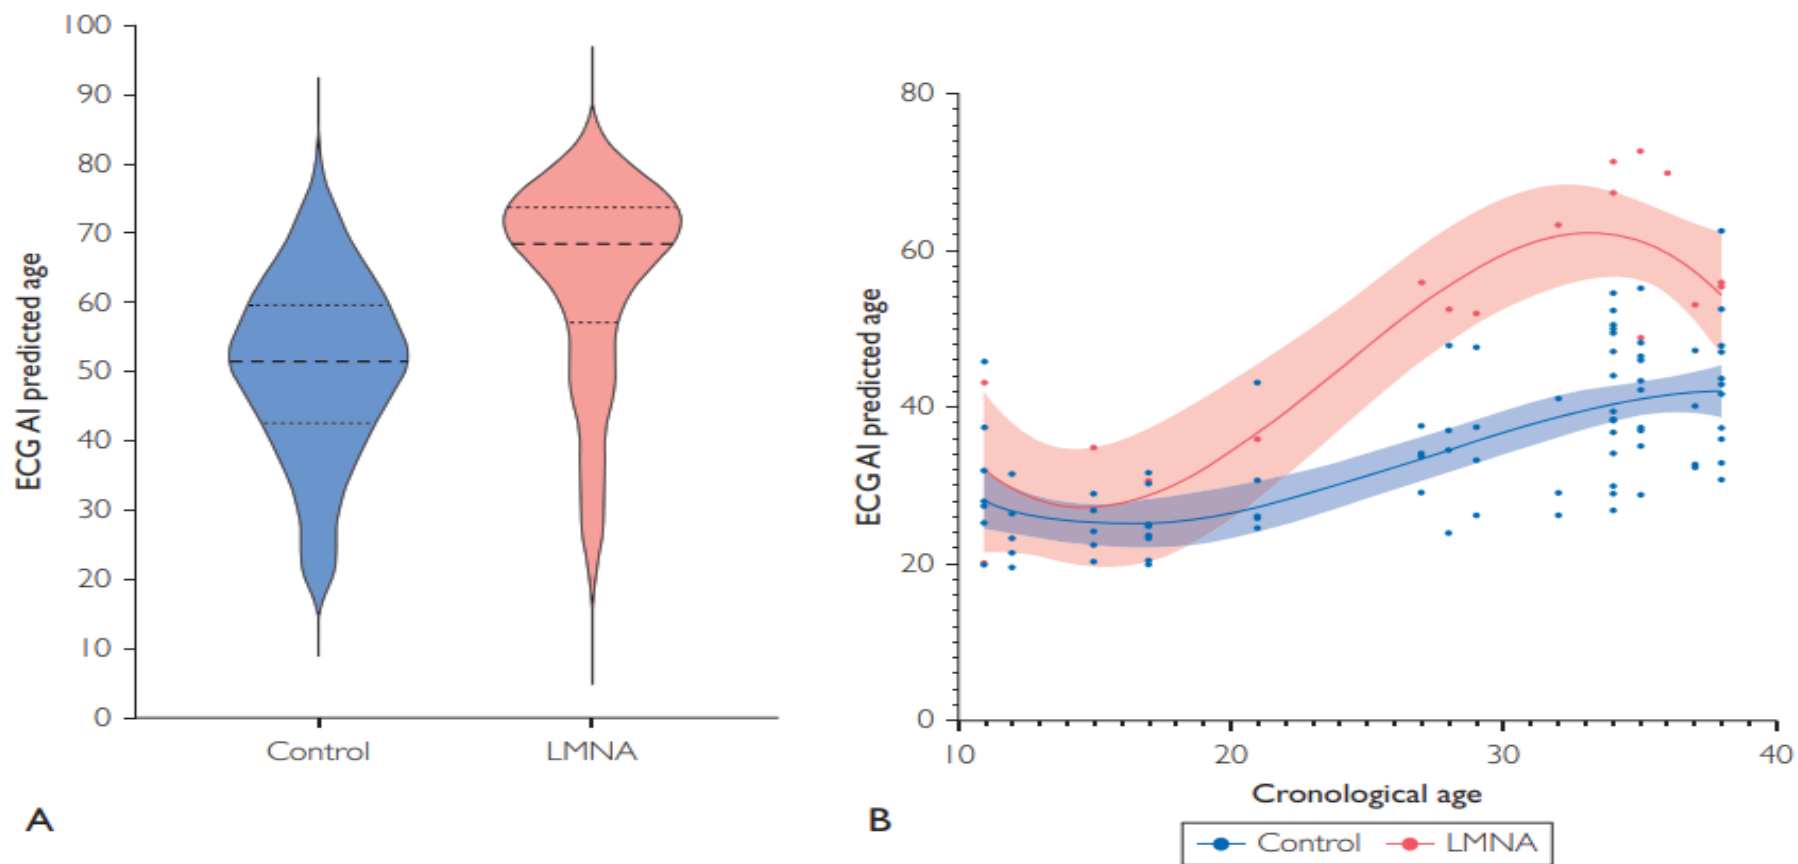 100
90
80
70
60
50
40
30
20
10
0
ECG AI predicted age
Control
LMNA
A
80
60
40
20
0
ECG AI predicted age
10 20 30 40
Cronological age
B
Control LMNA